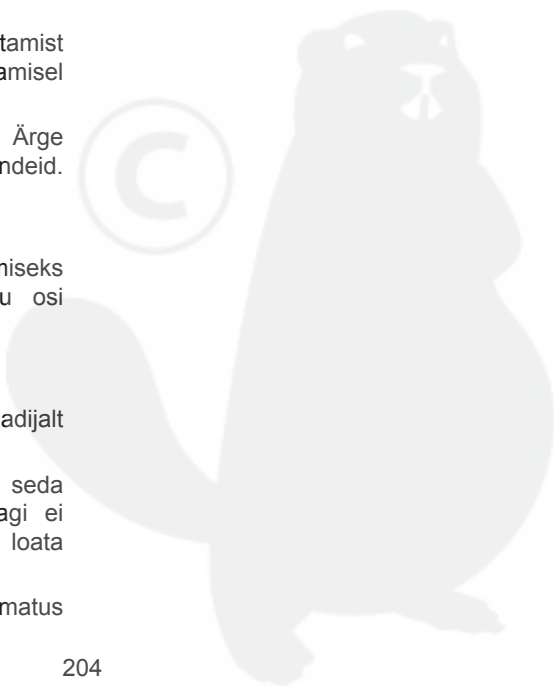 tamist
amisel
Ärge
ndeid.
©
niseks
u osi
adijalt
seda
agi ei
loata
matus
204